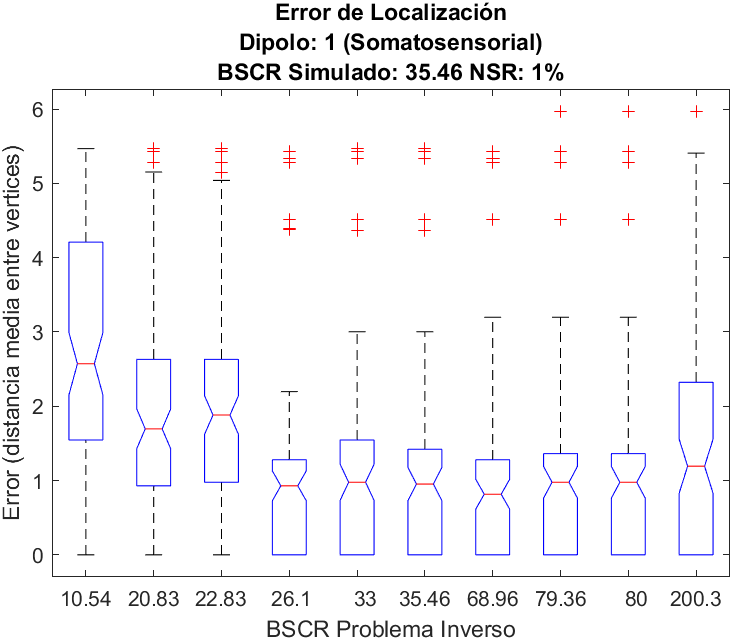 Error de Localización
Dipolo: 1 (Somatosensorial)
BSCR Simulado: 35.46 NSR: 1%
Error (distancia media entre vertices)
6
5
4
3
2
1
0
10.54 20.83 22.83 26.1 33 35.46 68.96 79.36 80 200.3
BSCR Problema Inverso